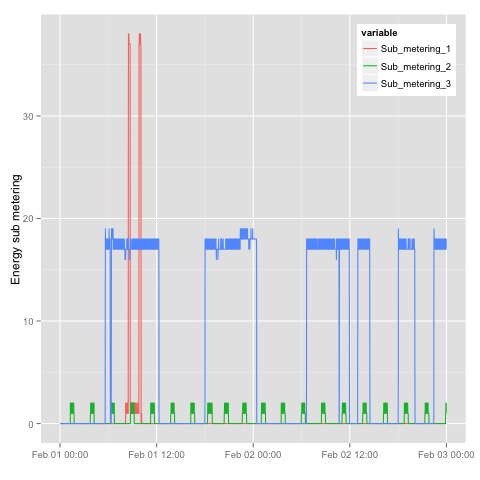 variable
Sub_metering_1
Sub_metering_2
Sub_metering_3
Energy sub metering
30
20
10
0
Feb 01 00:00 Feb 01 12:00 Feb 02 00:00 Feb 02 12:00 Feb 03 00:00